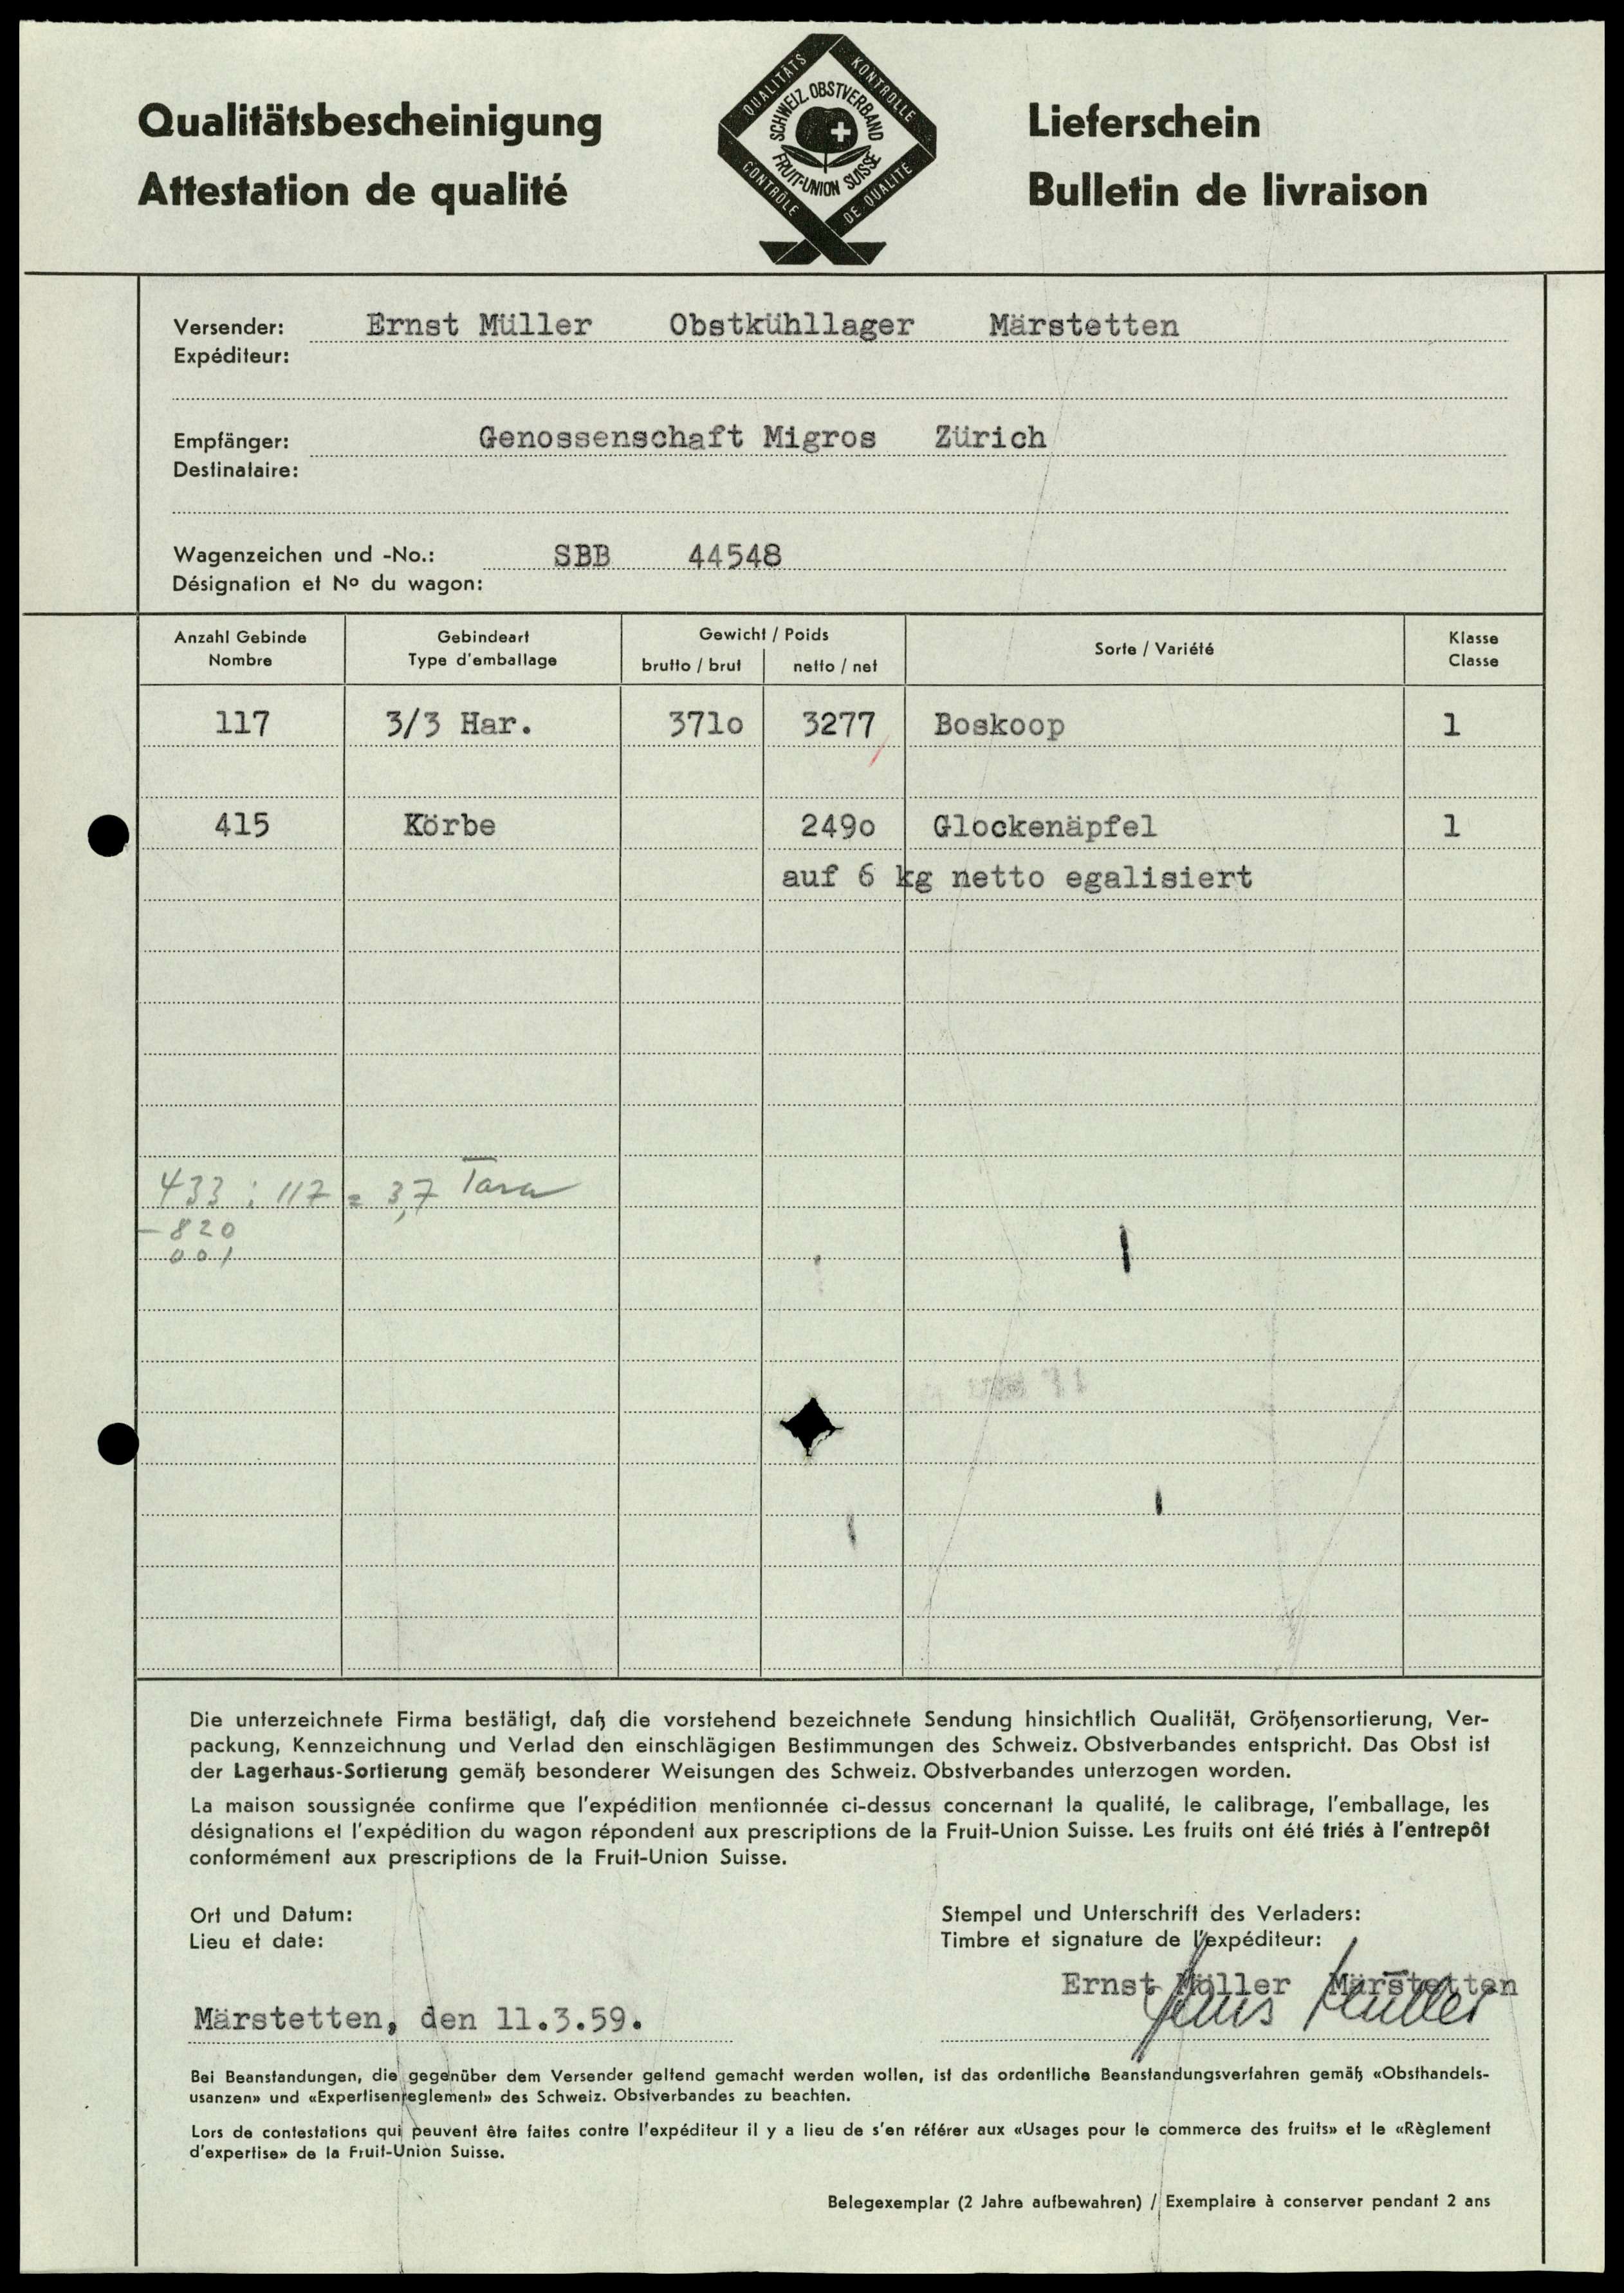 Qualitätsbescheinigung
Attestation de qualité
QUALITÄTS KONTROLLE
SCHWEIZ. OBSTVERBAND
FRUIT-UNION SUISSE
CONTRÔLE DE QUALITÉ
Lieferschein
Bulletin de livraison
Versender: Ernst Müller Obstkühllager Märstetten
Expéditeur:
Empfänger: Genossenschaft Migros Zürich
Destinataire:
Wagenzeichen und -No.: SBB 44548
Désignation et Nº du wagon:
Anzahl Gebinde Gebindeart Gewicht / Poids Sorte / Variété Klasse
Nombre Type d'emballage brutto / brut netto / net Classe
117 3/3 Har. 371o 3277 Boskoop 1
415 Körbe 249o Glockenäpfel 1
auf 6 kg netto egalisiert
433 : 117 = 3,7 Tara
- 820
001
Die unterzeichnete Firma bestätigt, daß die vorstehend bezeichnete Sendung hinsichtlich Qualität, Größensortierung, Ver-
packung, Kennzeichnung und Verlad den einschlägigen Bestimmungen des Schweiz. Obstverbandes entspricht. Das Obst ist
der Lagerhaus-Sortierung gemäß besonderer Weisungen des Schweiz. Obstverbandes unterzogen worden.
La maison soussignée confirme que l'expédition mentionnée ci-dessus concernant la qualité, le calibrage, l'emballage, les
désignations et l'expédition du wagon répondent aux prescriptions de la Fruit-Union Suisse. Les fruits ont été triés à l'entrepôt
conformément aux prescriptions de la Fruit-Union Suisse.
Ort und Datum:
Lieu et date:
Märstetten, den 11.3.59.
Stempel und Unterschrift des Verladers:
Timbre et signature de l'expéditeur:
Ernst Müller Märstetten
Hans Müller
Bei Beanstandungen, die gegenüber dem Versender geltend gemacht werden wollen, ist das ordentliche Beanstandungsverfahren gemäß «Obsthandels-
usanzen» und «Expertisenreglement» des Schweiz. Obstverbandes zu beachten.
Lors de contestations qui peuvent être faites contre l'expéditeur il y a lieu de s'en référer aux «Usages pour le commerce des fruits» et le «Règlement
d'expertise» de la Fruit-Union Suisse.
Belegexemplar (2 Jahre aufbewahren) / Exemplaire à conserver pendant 2 ans